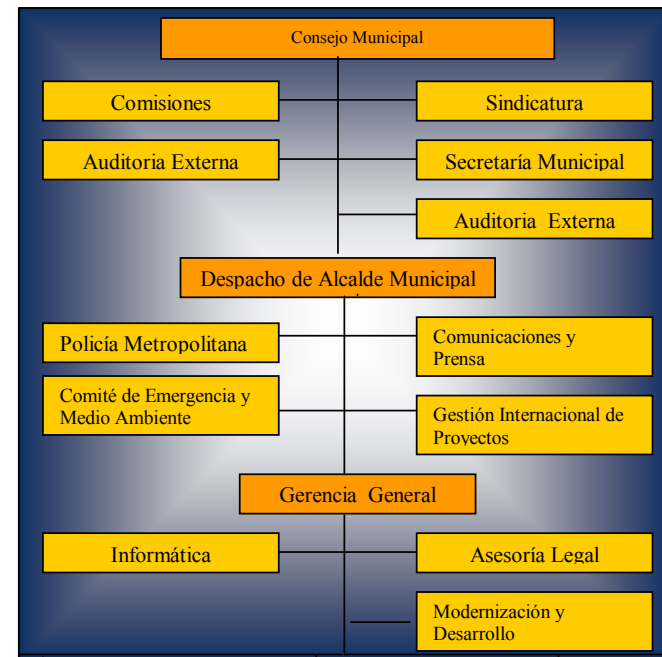 Consejo Municipal
Comisiones
Sindicatura
Auditoria Externa
Secretaría Municipal
Auditoria Externa
Despacho de Alcalde Municipal
Policía Metropolitana
Comunicaciones y
Prensa
Comité de Emergencia y
Medio Ambiente
Gestión Internacional de
Proyectos
Gerencia General
Informática
Asesoría Legal
Modernización y
Desarrollo